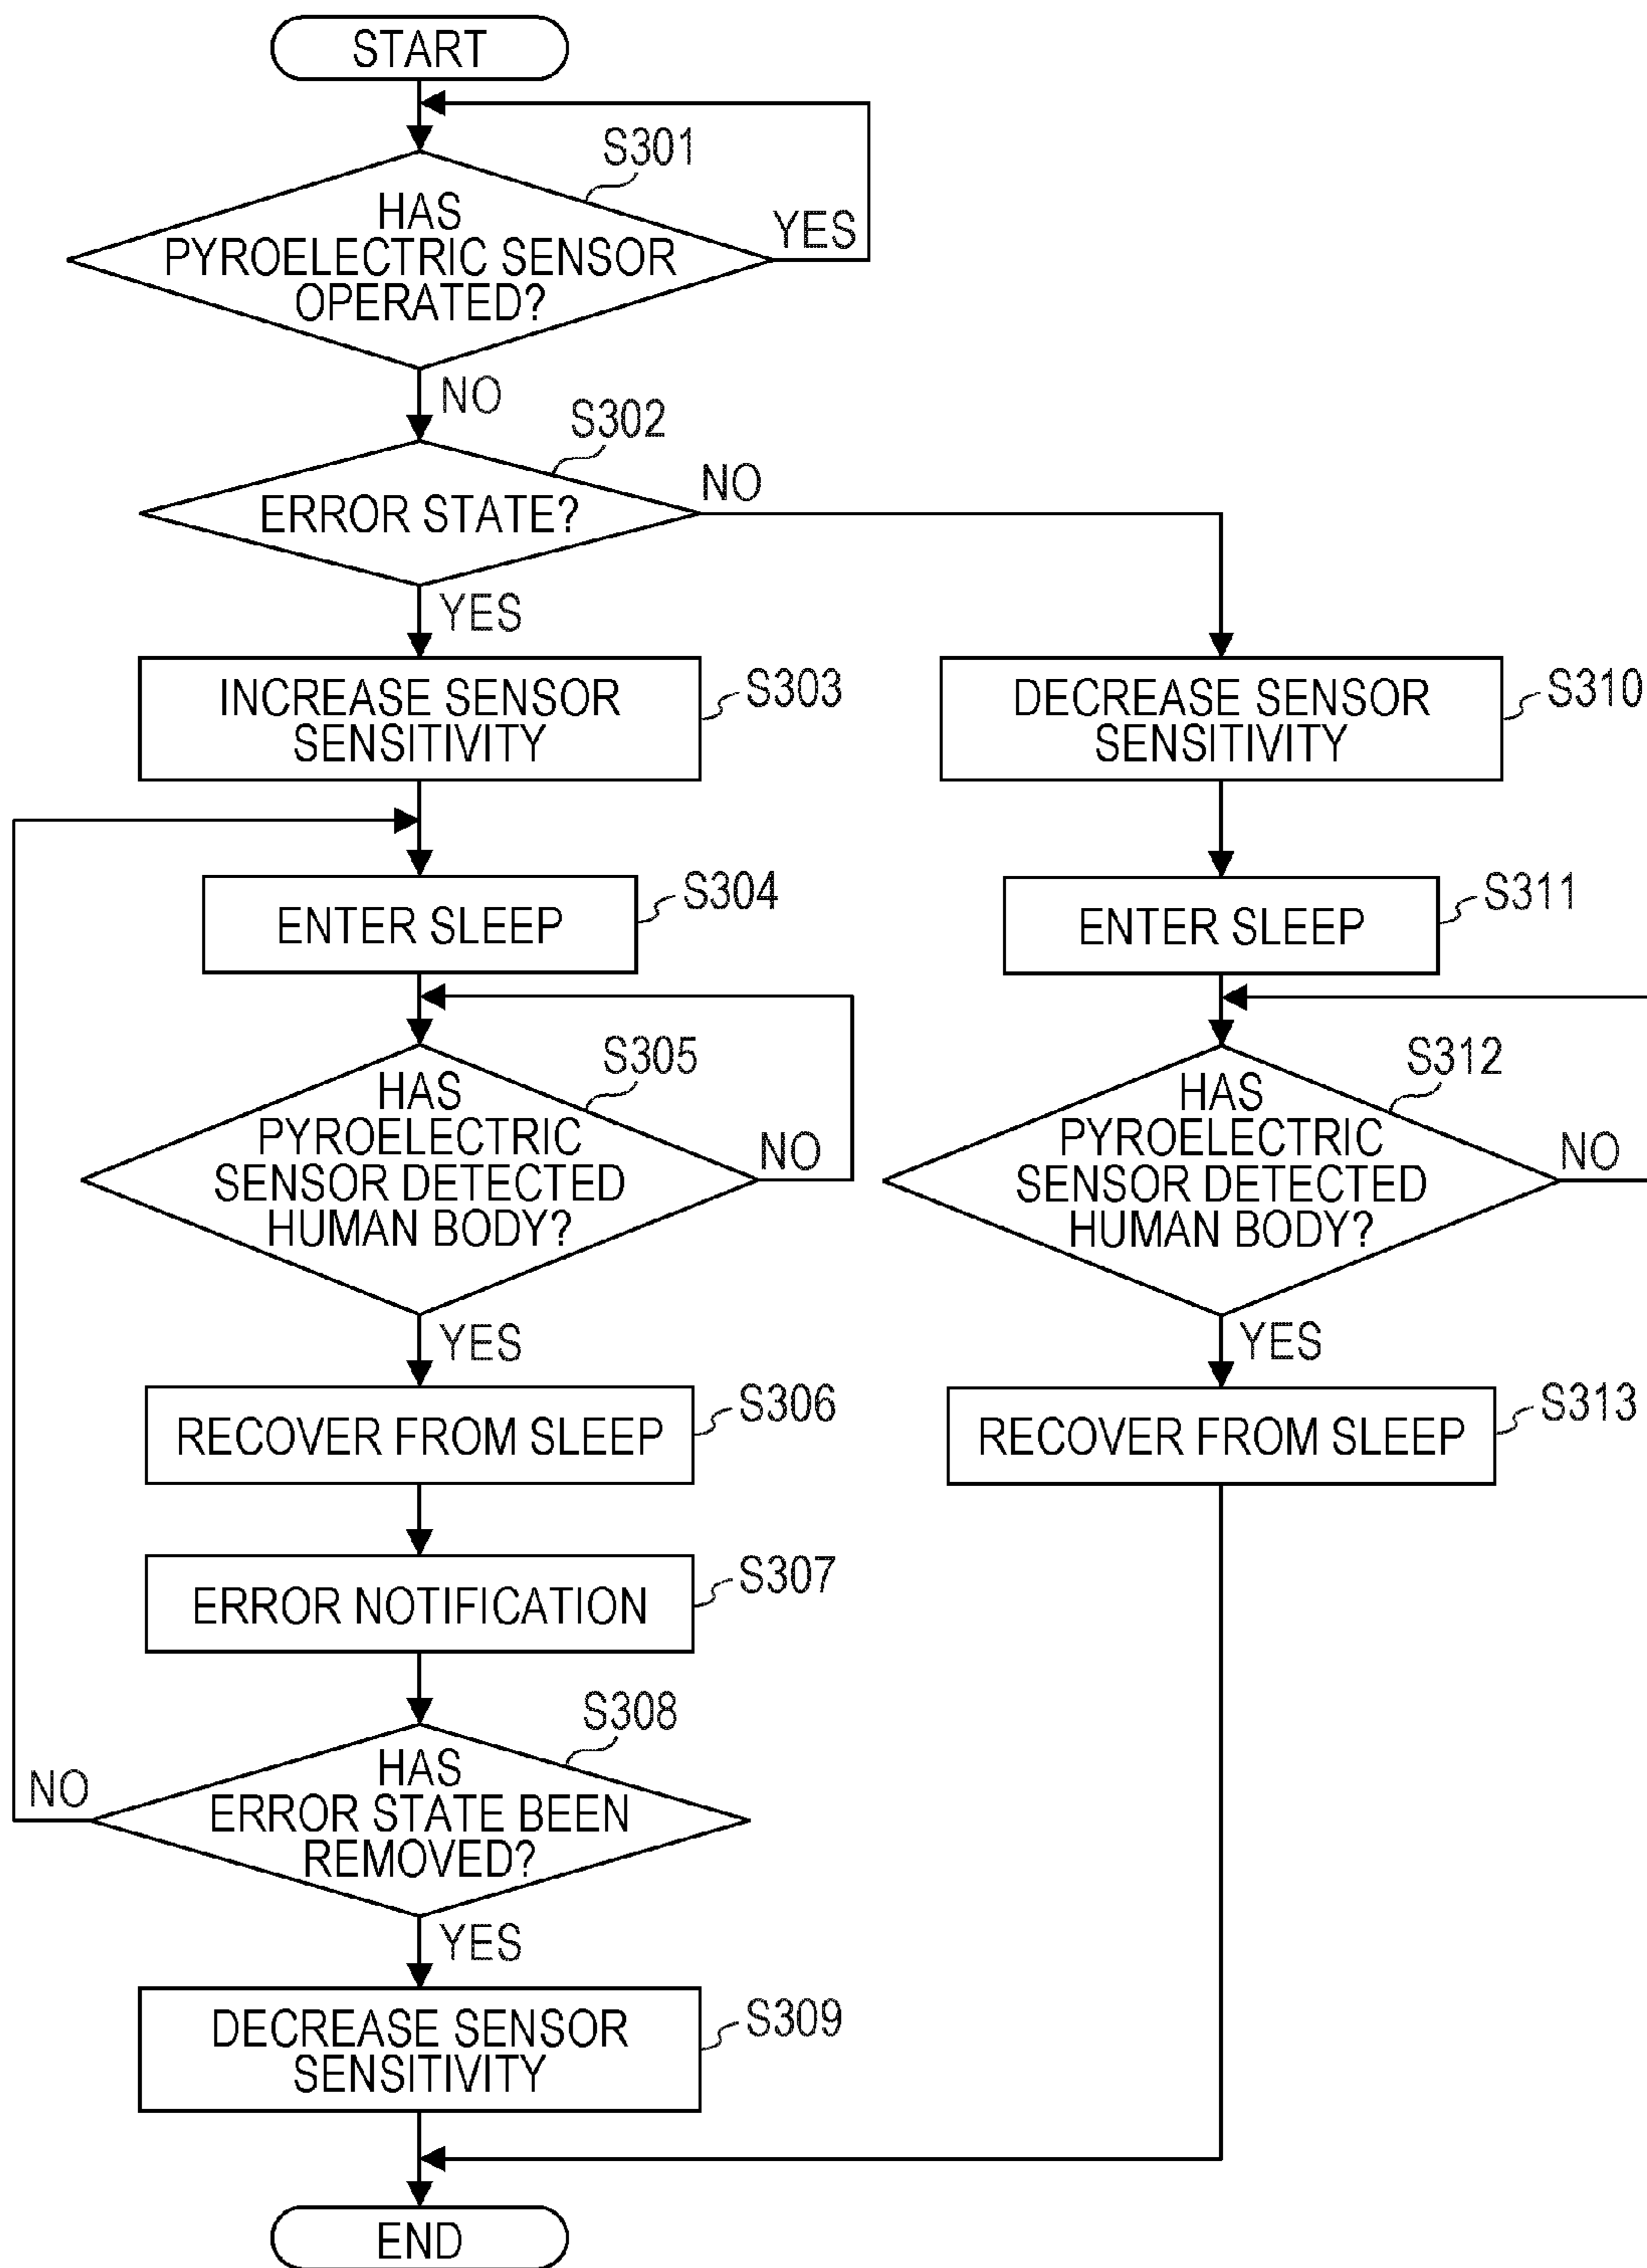 START
S301
HAS
PYROELECTRIC SENSOR
OPERATED?
YES
NO
S302
ERROR STATE?
NO
YES
INCREASE SENSOR
SENSITIVITY
S303
DECREASE SENSOR
SENSITIVITY
S310
ENTER SLEEP
S304
ENTER SLEEP
S311
S305
HAS
PYROELECTRIC
SENSOR DETECTED
HUMAN BODY?
NO
YES
S312
HAS
PYROELECTRIC
SENSOR DETECTED
HUMAN BODY?
NO
YES
RECOVER FROM SLEEP
S306
RECOVER FROM SLEEP
S313
ERROR NOTIFICATION
S307
S308
HAS
ERROR STATE BEEN
REMOVED?
NO
YES
DECREASE SENSOR
SENSITIVITY
S309
END